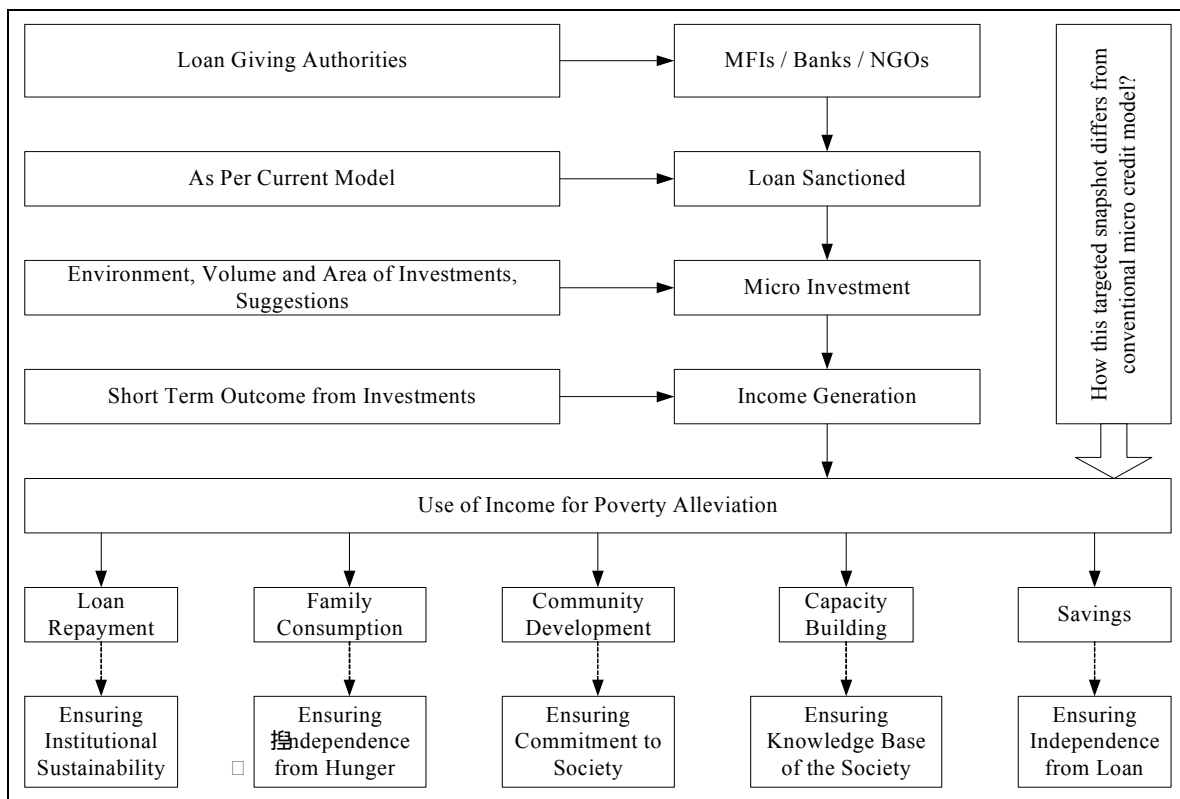 Loan Giving Authorities
MFIs / Banks / NGOs
As Per Current Model
Loan Sanctioned
Environment, Volume and Area of Investments,
Suggestions
Micro Investment
Short Term Outcome from Investments
Income Generation
How this targeted snapshot differs from
conventional micro credit model?
Use of Income for Poverty Alleviation
Loan
Repayment
Family
Consumption
Community
Development
Capacity
Building
Savings
Ensuring
Institutional
Sustainability
Ensuring
Independence
from Hunger
Ensuring
Commitment to
Society
Ensuring
Knowledge Base
of the Society
Ensuring
Independence
from Loan